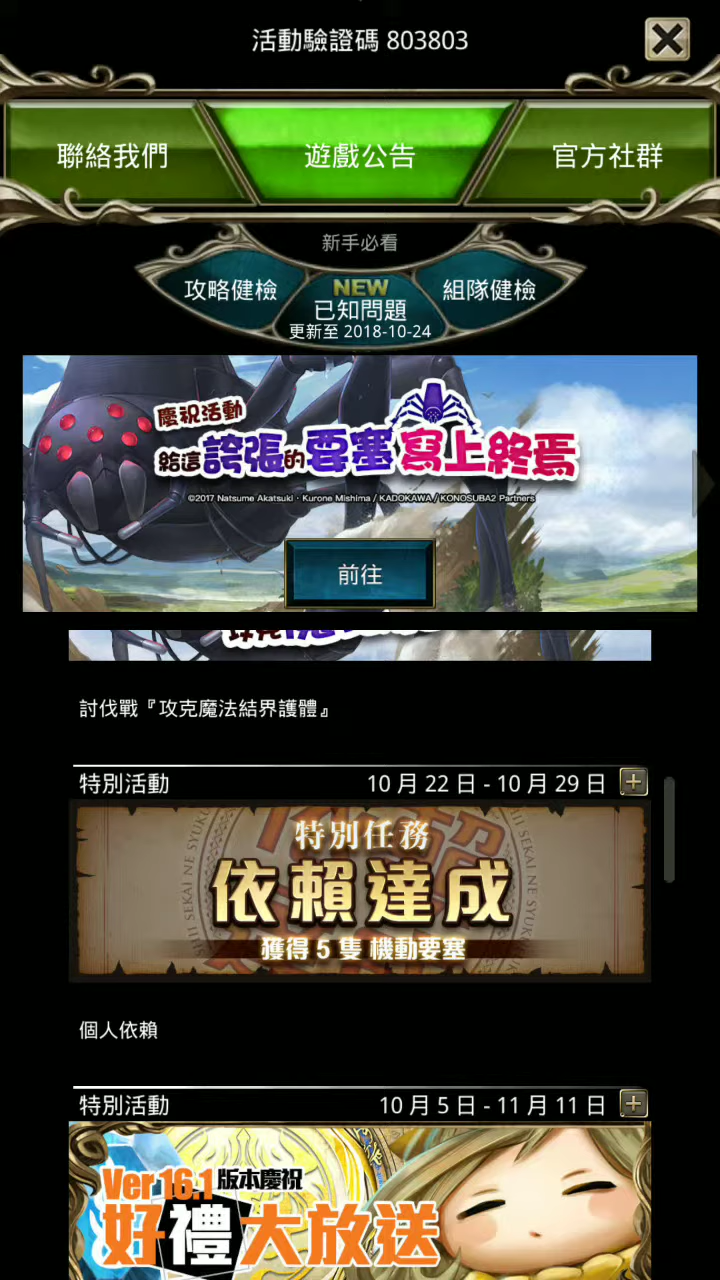 活動驗證碼 803803
聯絡我們
遊戲公告
官方社群
新手必看
攻略健檢
NEW
已知問題
更新至 2018-10-24
組隊健檢
慶祝活動
給這誇張的要塞寫上終焉
©2017 Natsume Akatsuki・Kurone Mishima / KADOKAWA / KONOSUBA2 Partners
前往
討伐戰『攻克魔法結界護體』
特別活動
10 月 22 日 - 10 月 29 日
特別任務
依賴達成
獲得 5 隻 機動要塞
個人依賴
特別活動
10 月 5 日 - 11 月 11 日
Ver 16.1 版本慶祝
好禮大放送